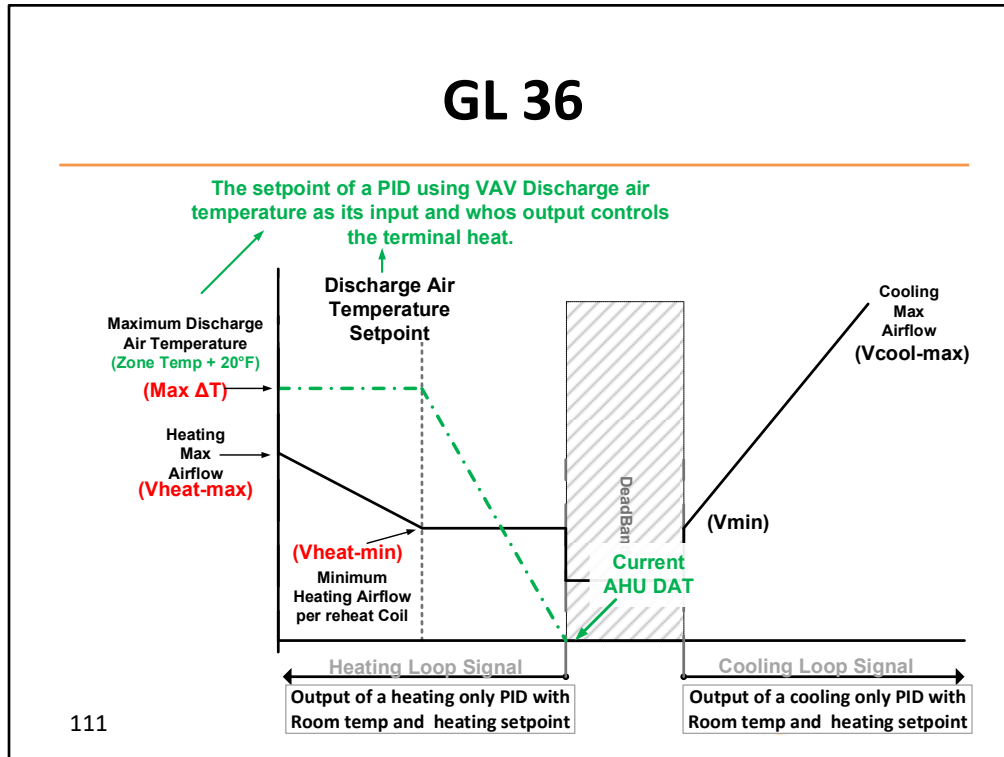 GL 36
The setpoint of a PID using VAV Discharge air
temperature as its input and whos output controls
the terminal heat.
Discharge Air
Temperature
Setpoint
Maximum Discharge
Air Temperature
(Zone Temp + 20°F)
(Max ΔT)
Heating
Max
Airflow
(Vheat-max)
(Vheat-min)
Minimum
Heating Airflow
per reheat Coil
DeadBan
Current
AHU DAT
Cooling
Max
Airflow
(Vcool-max)
(Vmin)
Heating Loop Signal
Cooling Loop Signal
Output of a heating only PID with
Room temp and heating setpoint
Output of a cooling only PID with
Room temp and heating setpoint
111